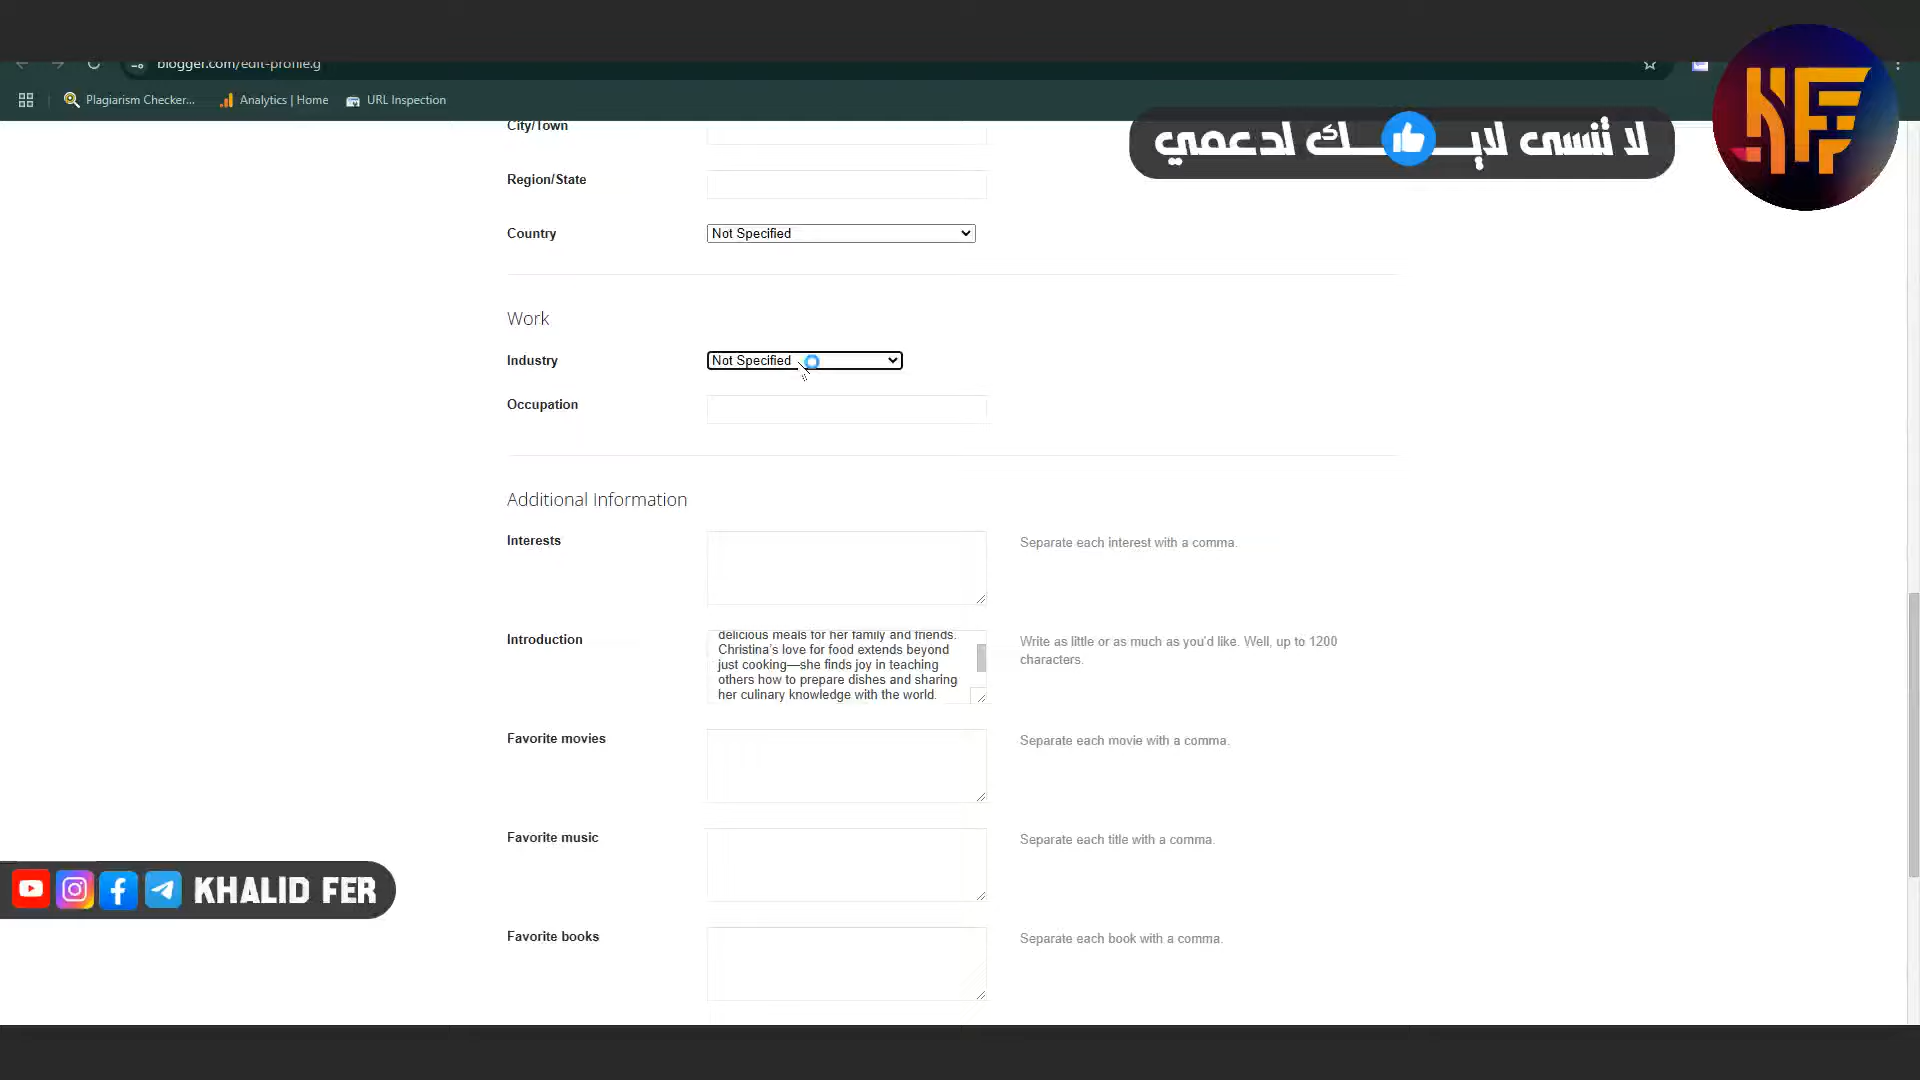 blogger.com/edit-profile.g
Plagiarism Checker...
Analytics | Home
URL Inspection
لا تنسى لايـــــك لدعمي
KF
City/Town
Region/State
Country
Not Specified
Work
Industry
Not Specified
Occupation
Additional Information
Interests
Separate each interest with a comma.
Introduction
delicious meals for her family and friends.
Christina's love for food extends beyond
just cooking—she finds joy in teaching
others how to prepare dishes and sharing
her culinary knowledge with the world.
Write as little or as much as you'd like. Well, up to 1200
characters.
Favorite movies
Separate each movie with a comma.
Favorite music
Separate each title with a comma.
KHALID FER
Favorite books
Separate each book with a comma.